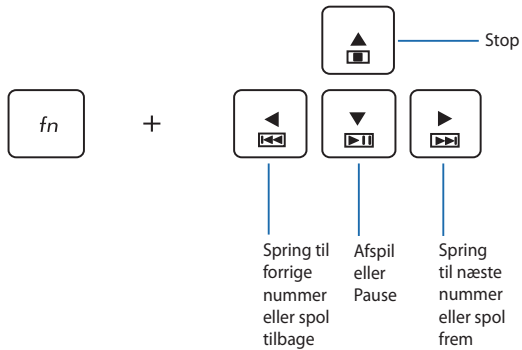 Stop
fn
+
Spring til
forrige
nummer
eller spol
tilbage
Afspil
eller
Pause
Spring
til næste
nummer
eller spol
frem